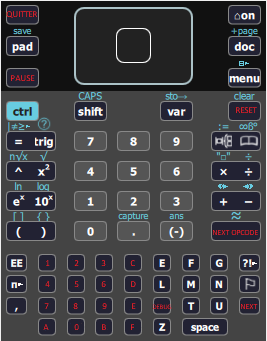 QUITTER ⌂on
save +page
pad doc
PAUSE menu
CAPS sto→ clear
ctrl shift var RESET
|≠≥► ? := ∞β°
= trig 7 8 9
n√x √ "□" ÷
^ x² 4 5 6 × ÷
ln log
eˣ 10ˣ 1 2 3 + −
[ ] { } capture ans ≈
( ) 0 . (-) NEXT OPCODE
EE 1 2 3 C E F G ?!▸
π▸ 4 5 6 D L M N
, 7 8 9 E DEBUG T U NEXT
A 0 B F Z space